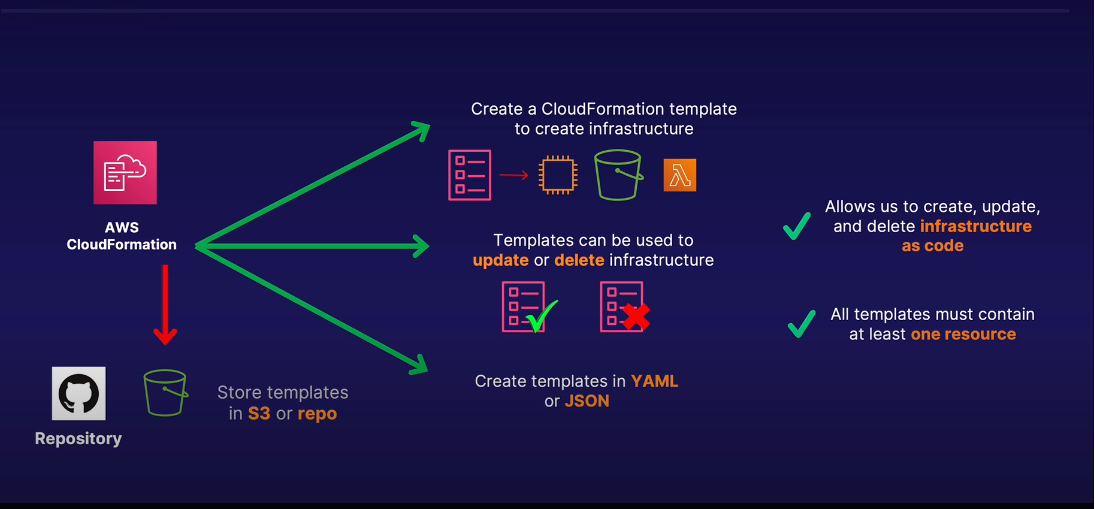 AWS
CloudFormation
Create a CloudFormation template
to create infrastructure
Templates can be used to
update or delete infrastructure
Create templates in YAML
or JSON
Repository
Store templates
in S3 or repo
Allows us to create, update,
and delete infrastructure
as code
All templates must contain
at least one resource